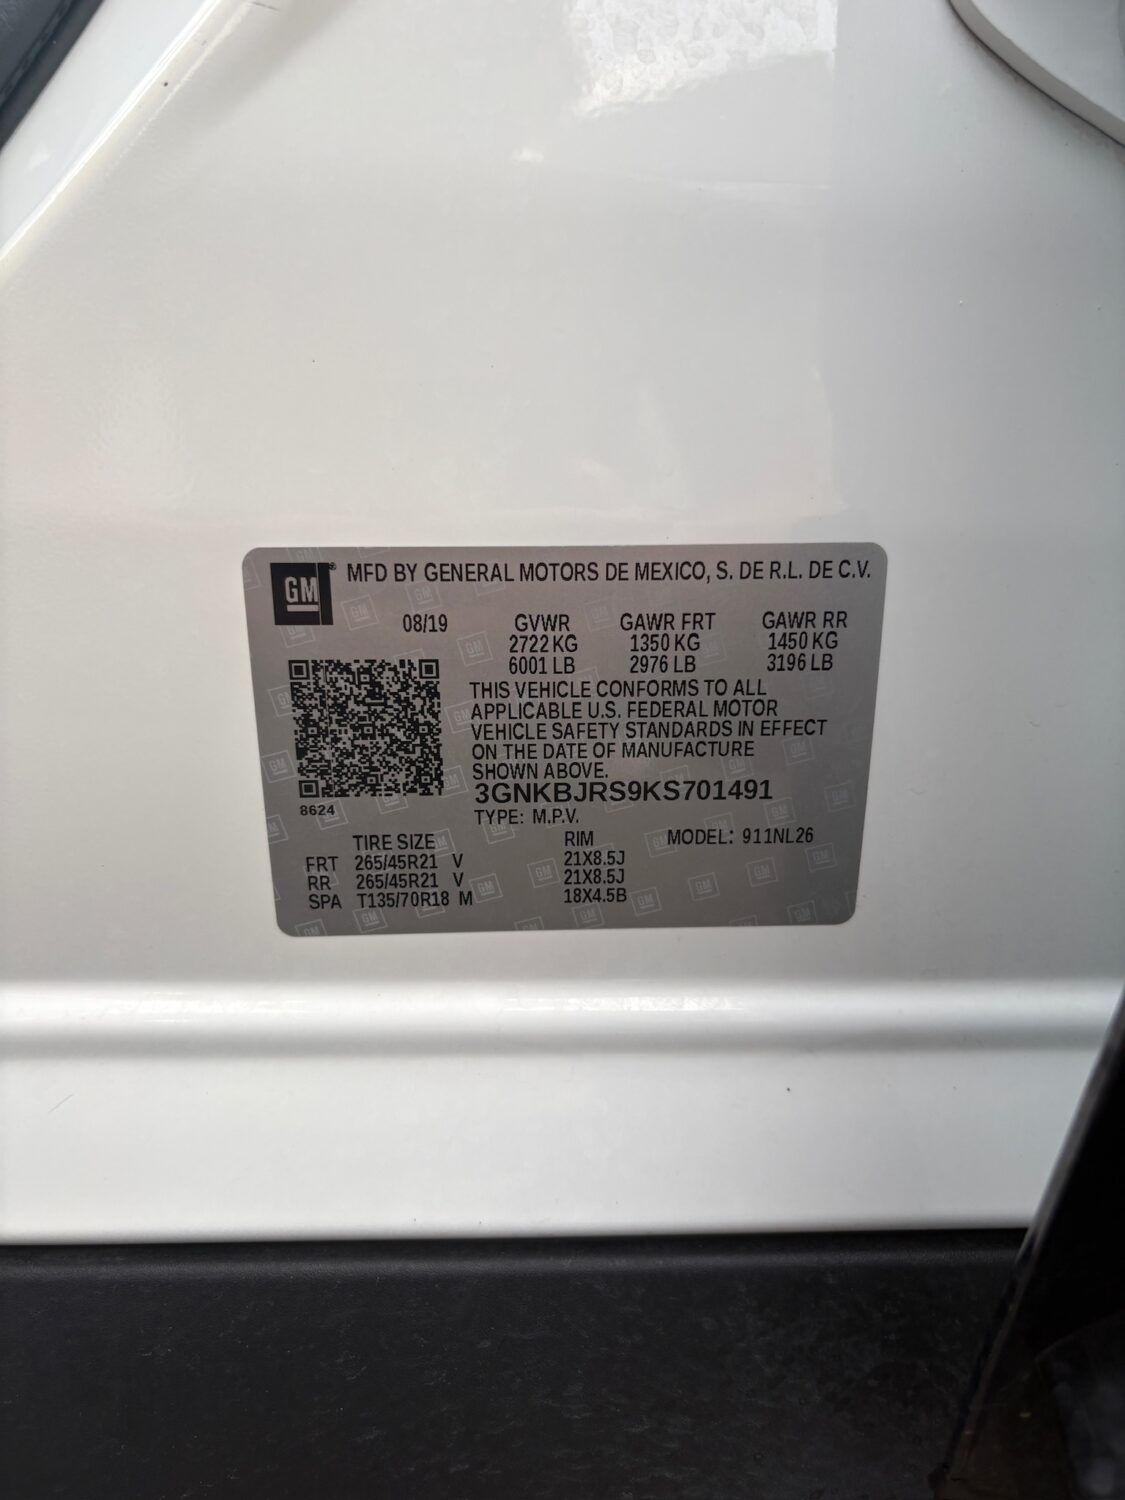 GM ® MFD BY GENERAL MOTORS DE MEXICO, S. DE R.L. DE C.V.
08/19 GVWR GAWR FRT GAWR RR
2722 KG 1350 KG 1450 KG
6001 LB 2976 LB 3196 LB
THIS VEHICLE CONFORMS TO ALL
APPLICABLE U.S. FEDERAL MOTOR
VEHICLE SAFETY STANDARDS IN EFFECT
ON THE DATE OF MANUFACTURE
SHOWN ABOVE.
3GNKBJRS9KS701491
8624
TYPE: M.P.V.
TIRE SIZE RIM MODEL: 911NL26
FRT 265/45R21 V 21X8.5J
RR 265/45R21 V 21X8.5J
SPA T135/70R18 M 18X4.5B